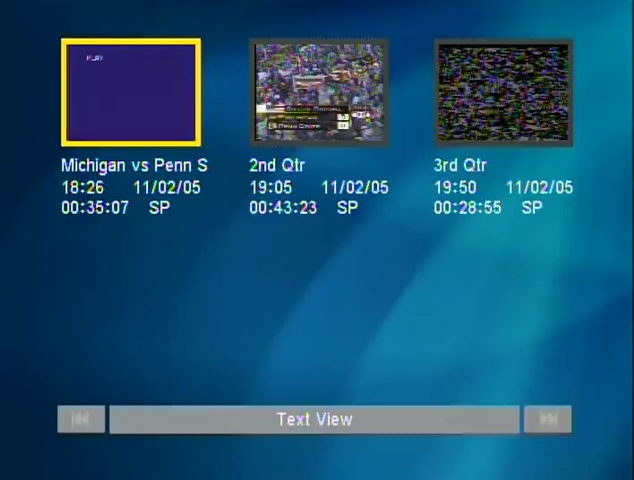 PLAY
Michigan vs Penn S
18:26 11/02/05
00:35:07 SP
2nd Qtr
19:05 11/02/05
00:43:23 SP
3rd Qtr
19:50 11/02/05
00:28:55 SP
Text View